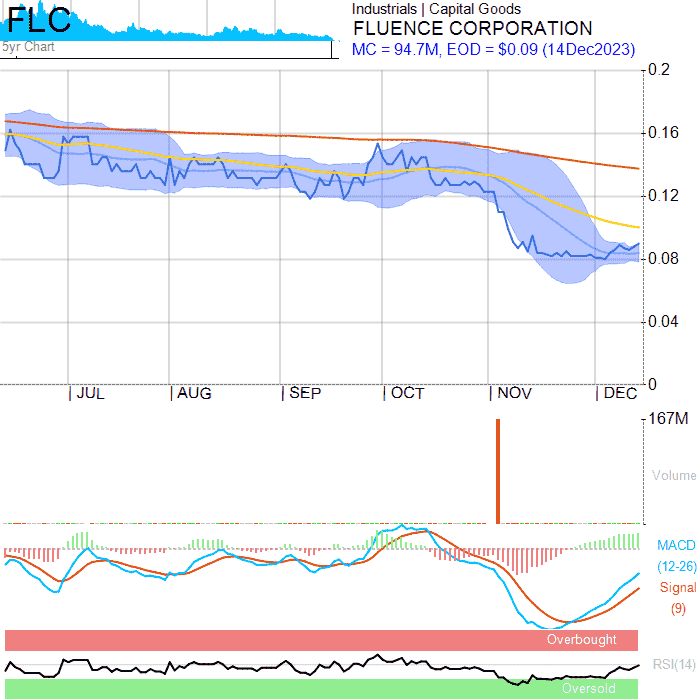 FLC
5yr Chart
Industrials | Capital Goods
FLUENCE CORPORATION
MC = 94.7M, EOD = $0.09 (14Dec2023)
0.2
0.16
0.12
0.08
0.04
0
JUL AUG SEP OCT NOV DEC
167M
Volume
MACD
(12-26)
Signal
(9)
Overbought
RSI(14)
Oversold